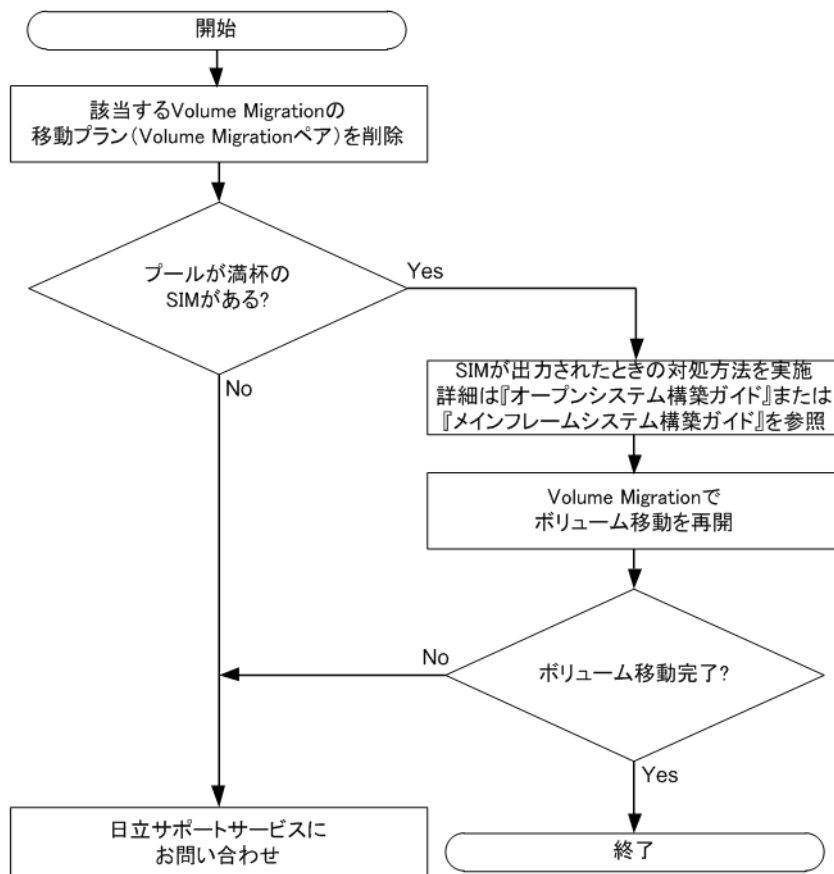 開始
該当するVolume Migrationの
移動プラン(Volume Migrationペア)を削除
プールが満杯の
SIMがある?
Yes
No
SIMが出力されたときの対処方法を実施
詳細は『オープンシステム構築ガイド』または
『メインフレームシステム構築ガイド』を参照
Volume Migrationで
ボリューム移動を再開
ボリューム移動完了?
No
Yes
日立サポートサービスに
お問い合わせ
終了